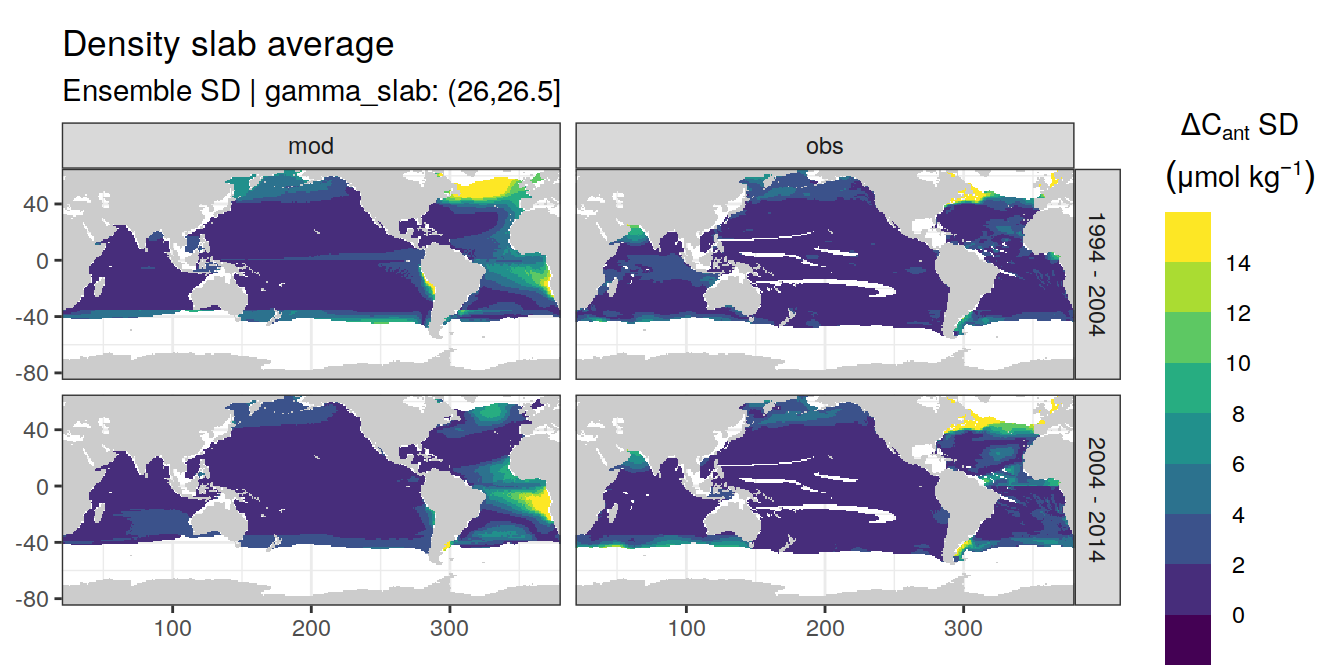 Density slab average
Ensemble SD | gamma_slab: (26,26.5]
mod
obs
ΔCant SD
(μmol kg⁻¹)
40
0
-40
-80
1994 - 2004
40
0
-40
-80
2004 - 2014
100
200
300
100
200
300
14
12
10
8
6
4
2
0